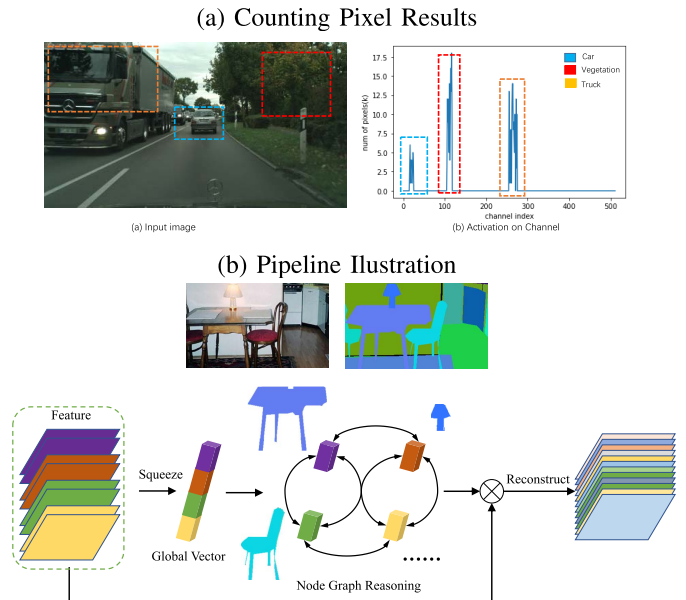 (a) Counting Pixel Results
17.5
15.0
12.5
10.0
7.5
5.0
2.5
0.0
num of pixels(k)
Car
Vegetation
Truck
0 100 200 300 400 500
channel index
(a) Input image
(b) Activation on Channel
(b) Pipeline Ilustration
Feature
Squeeze
Global Vector
Node Graph Reasoning
......
Reconstruct